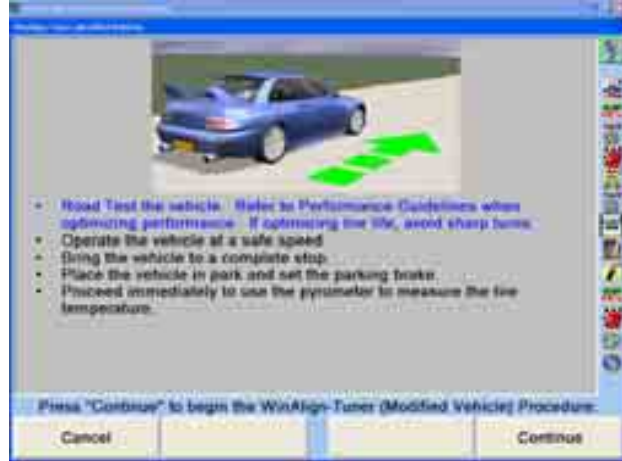 • Road Test the vehicle. Refer to Performance Guidelines when
optimizing performance. If optimizing tire life, avoid sharp turns.
• Operate the vehicle at a safe speed
• Bring the vehicle to a complete stop.
• Place the vehicle in park and set the parking brake.
• Proceed immediately to use the pyrometer to measure the tire
temperature.
Press "Continue" to begin the WinAlign-Tuner (Modified Vehicle) Procedure.
Cancel
Continue